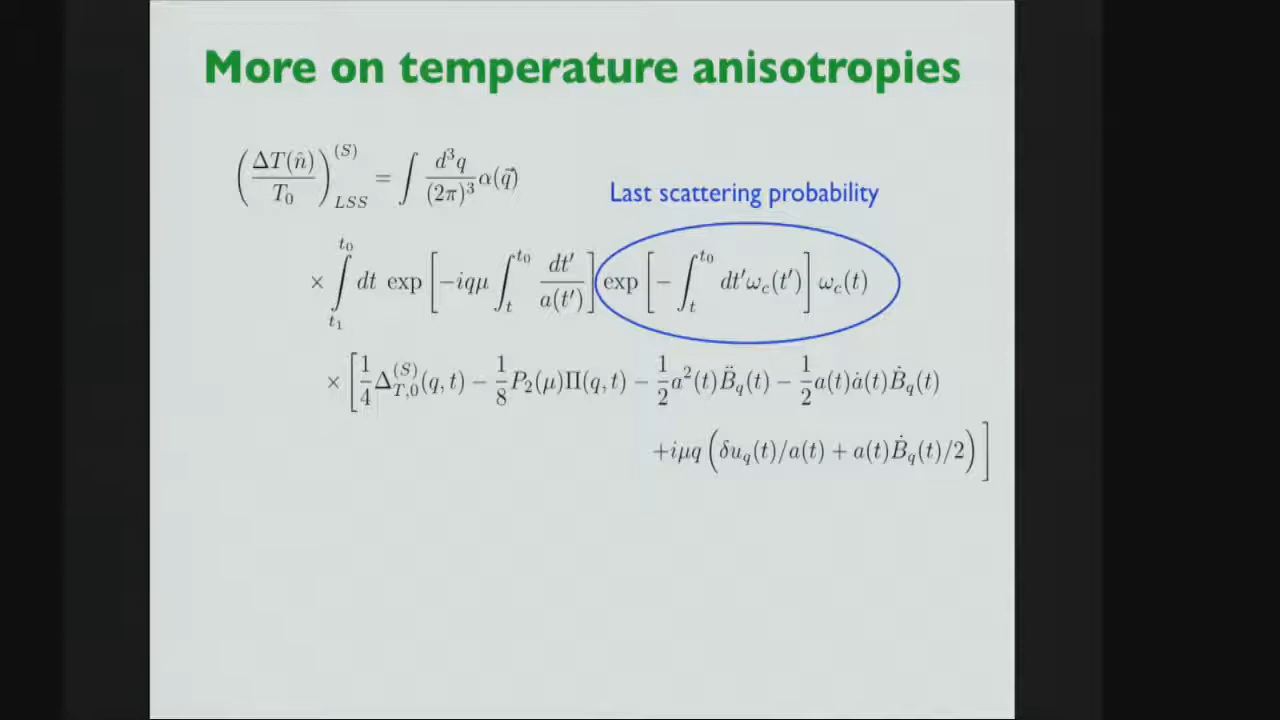 More on temperature anisotropies
(ΔT(n̂)/T₀)^(S)_LSS = ∫ d³q/(2π)³ α(q⃗)
Last scattering probability
× ∫_{t₁}^{t₀} dt exp[−iqμ ∫_t^{t₀} dt′/a(t′)] exp[−∫_t^{t₀} dt′ω_c(t′)] ω_c(t)
× [1/4 Δ^(S)_{T,0}(q, t) − 1/8 P₂(μ)Π(q, t) − 1/2 a²(t)B̈_q(t) − 1/2 a(t)ȧ(t)Ḃ_q(t)
+iμq (δu_q(t)/a(t) + a(t)Ḃ_q(t)/2)]